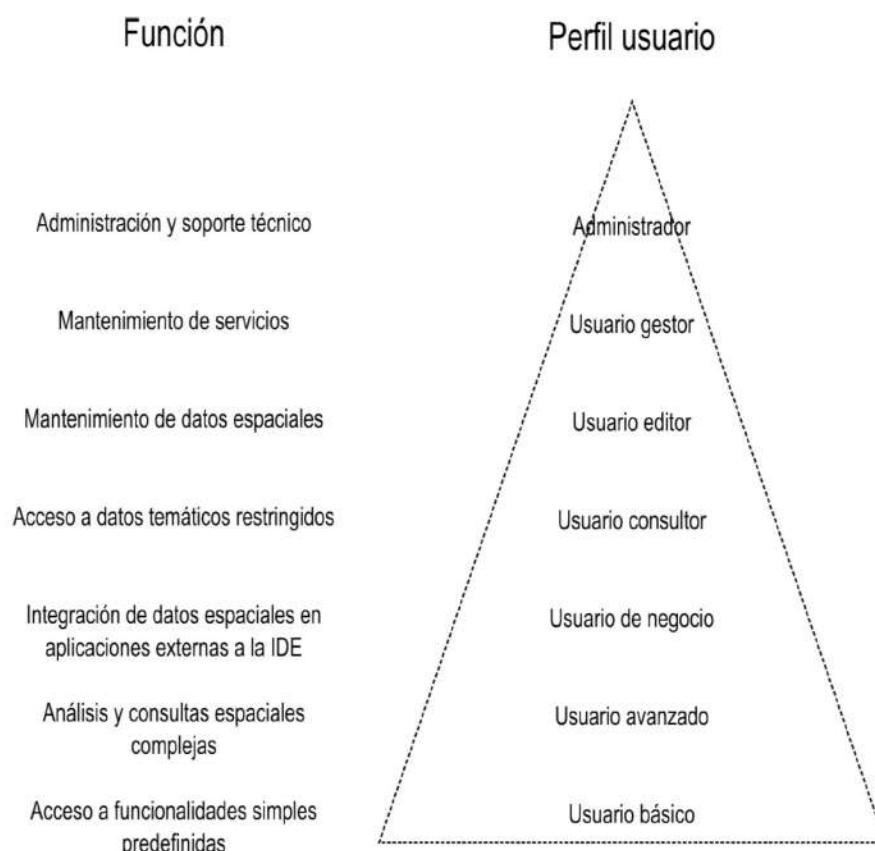 Función
Perfil usuario
Administración y soporte técnico
Administrador
Mantenimiento de servicios
Usuario gestor
Mantenimiento de datos espaciales
Usuario editor
Acceso a datos temáticos restringidos
Usuario consultor
Integración de datos espaciales en
aplicaciones externas a la IDE
Usuario de negocio
Análisis y consultas espaciales
complejas
Usuario avanzado
Acceso a funcionalidades simples
predefinidas
Usuario básico